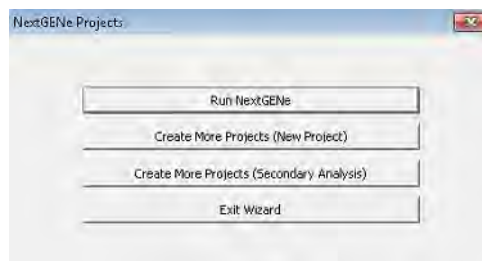 NextGENe Projects
Run NextGENe
Create More Projects (New Project)
Create More Projects (Secondary Analysis)
Exit Wizard